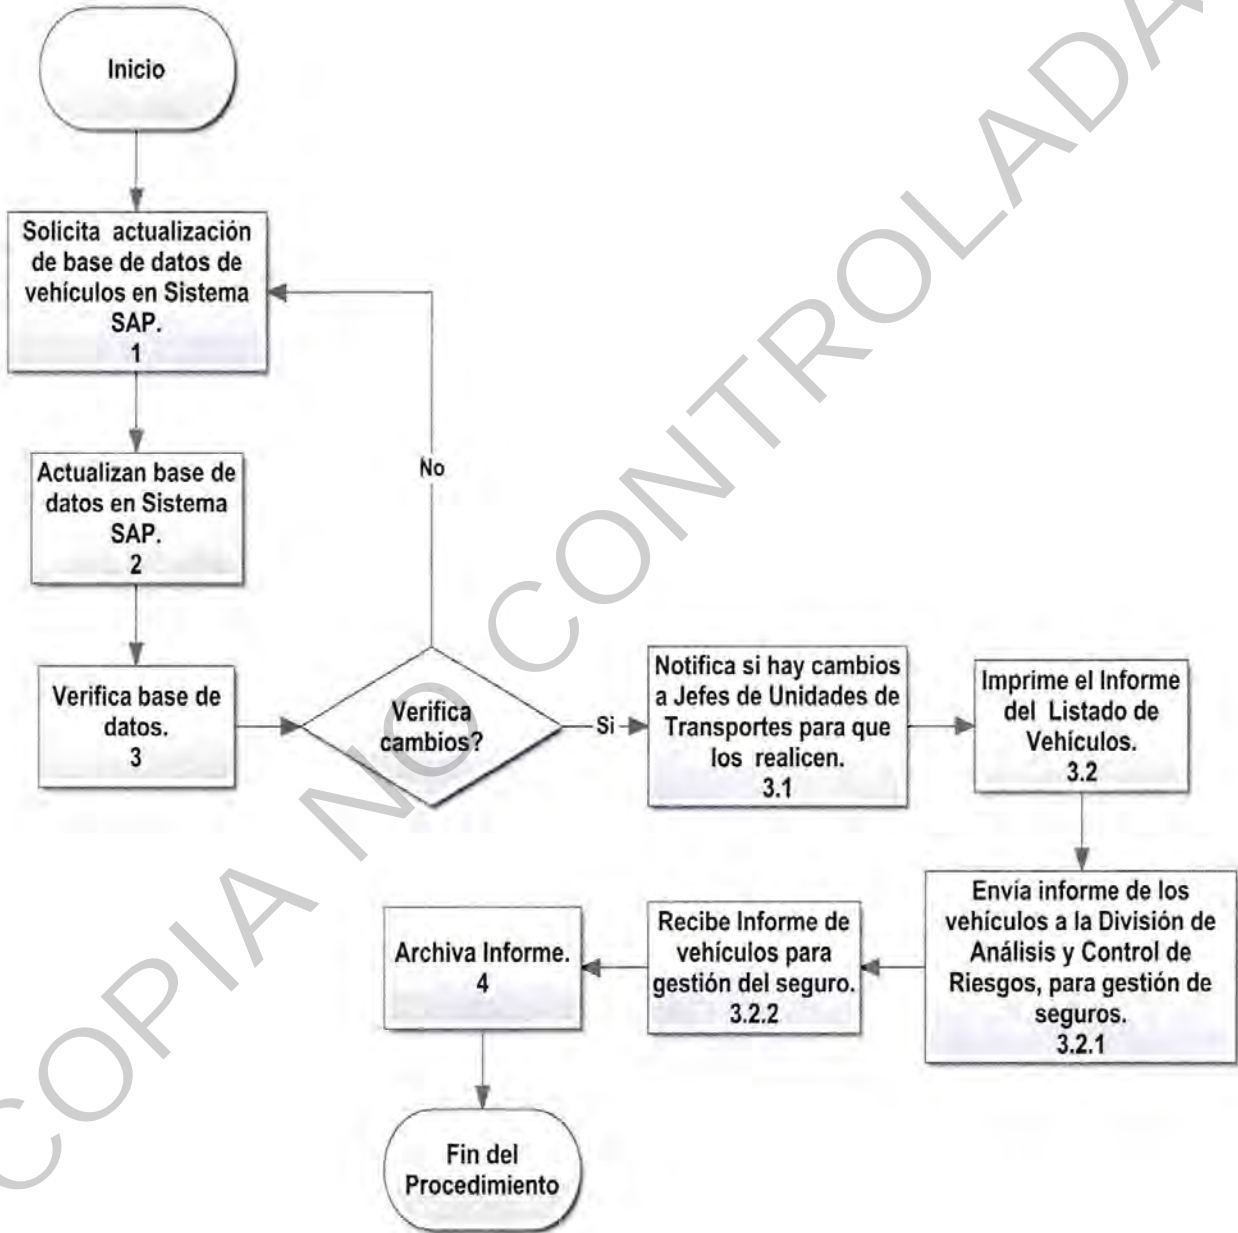 Inicio
Solicita actualización
de base de datos de
vehículos en Sistema
SAP.
1
Actualizan base de
datos en Sistema
SAP.
2
Verifica base de
datos.
3
No
Verifica
cambios?
Si
Notifica si hay cambios
a Jefes de Unidades de
Transportes para que
los realicen.
3.1
Imprime el Informe
del Listado de
Vehículos.
3.2
Envía informe de los
vehículos a la División de
Análisis y Control de
Riesgos, para gestión de
seguros.
3.2.1
Recibe Informe de
vehículos para
gestión del seguro.
3.2.2
Archiva Informe.
4
Fin del
Procedimiento
COPIA NO CONTROLADA